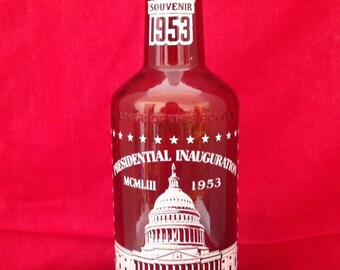 SOUVENIR
1953
PRESIDENTIAL INAUGURATION
MCMLIII 1953